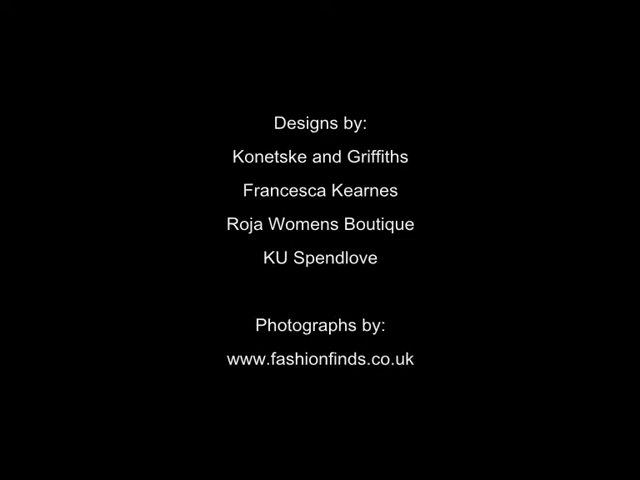 Designs by:
Konetske and Griffiths
Francesca Kearnes
Roja Womens Boutique
KU Spendlove
Photographs by:
www.fashionfinds.co.uk